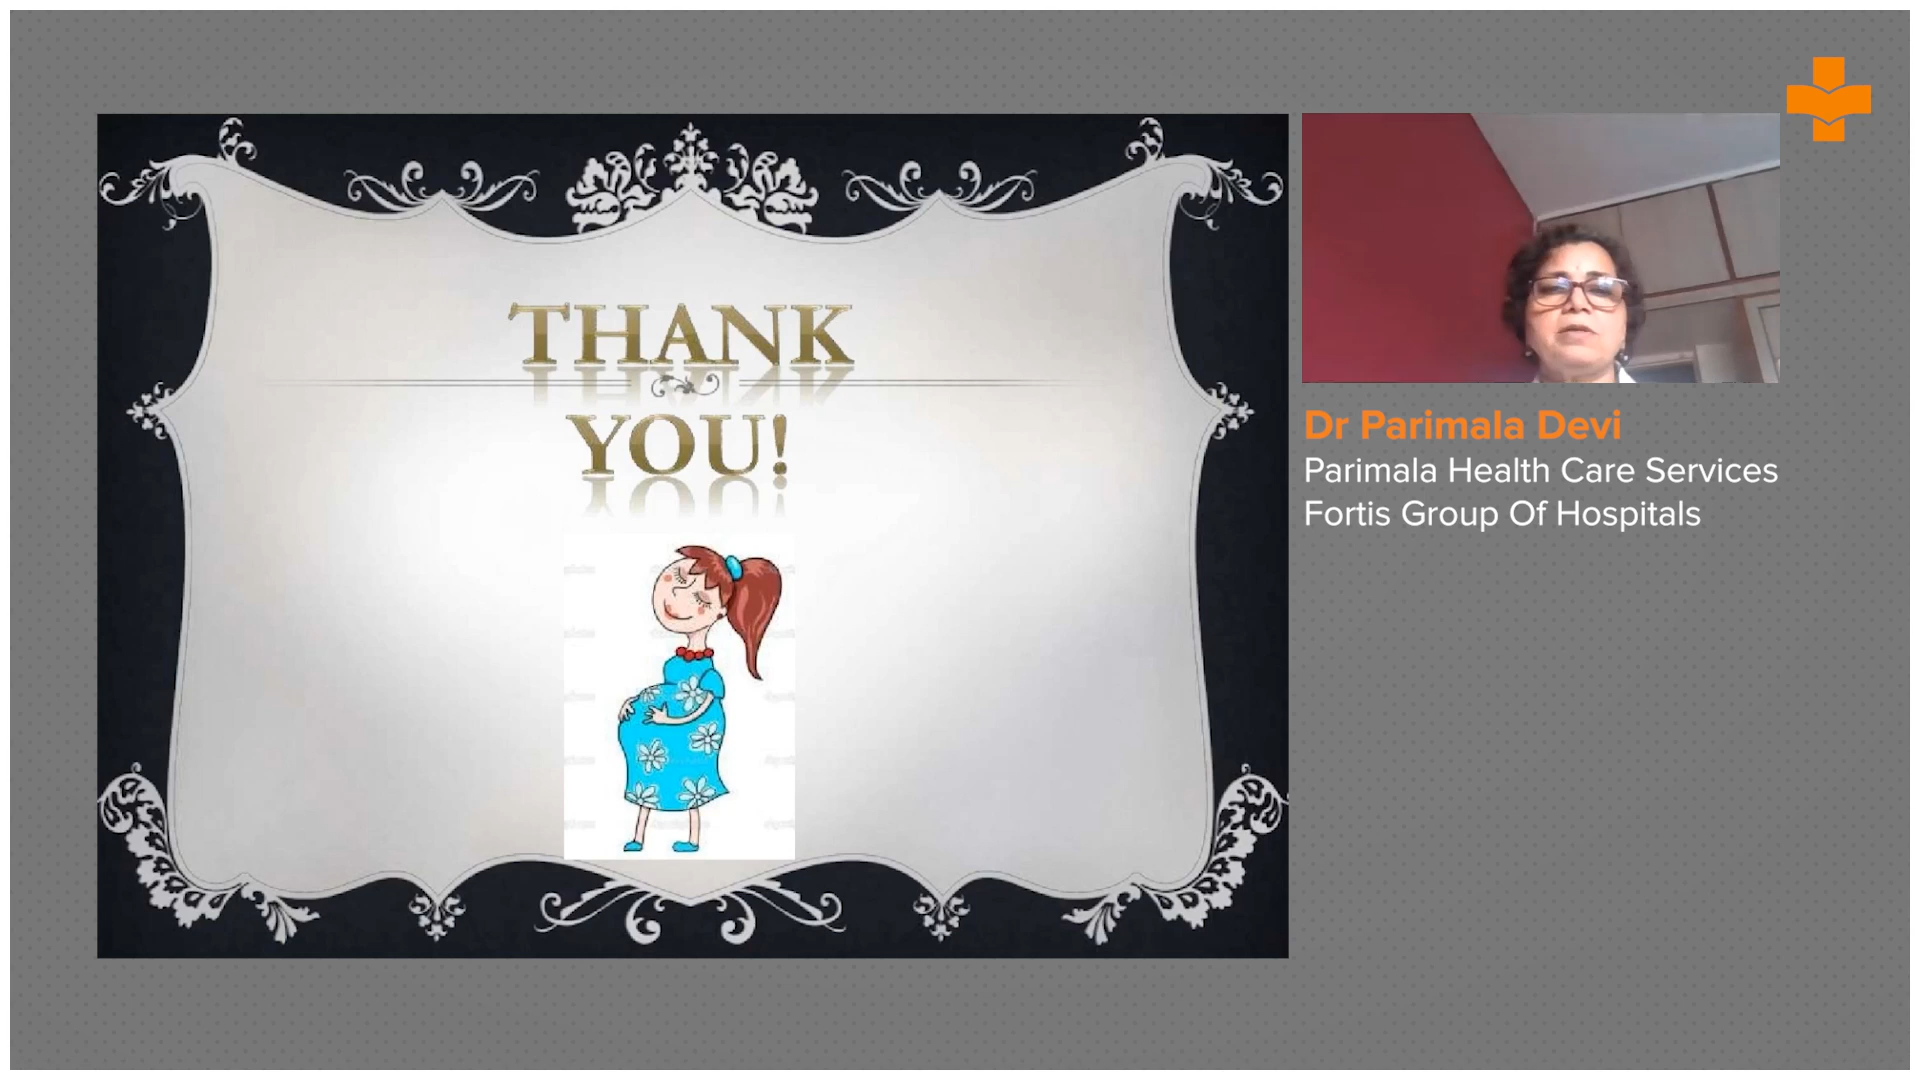 THANK
YOU!
Dr Parimala Devi
Parimala Health Care Services
Fortis Group Of Hospitals